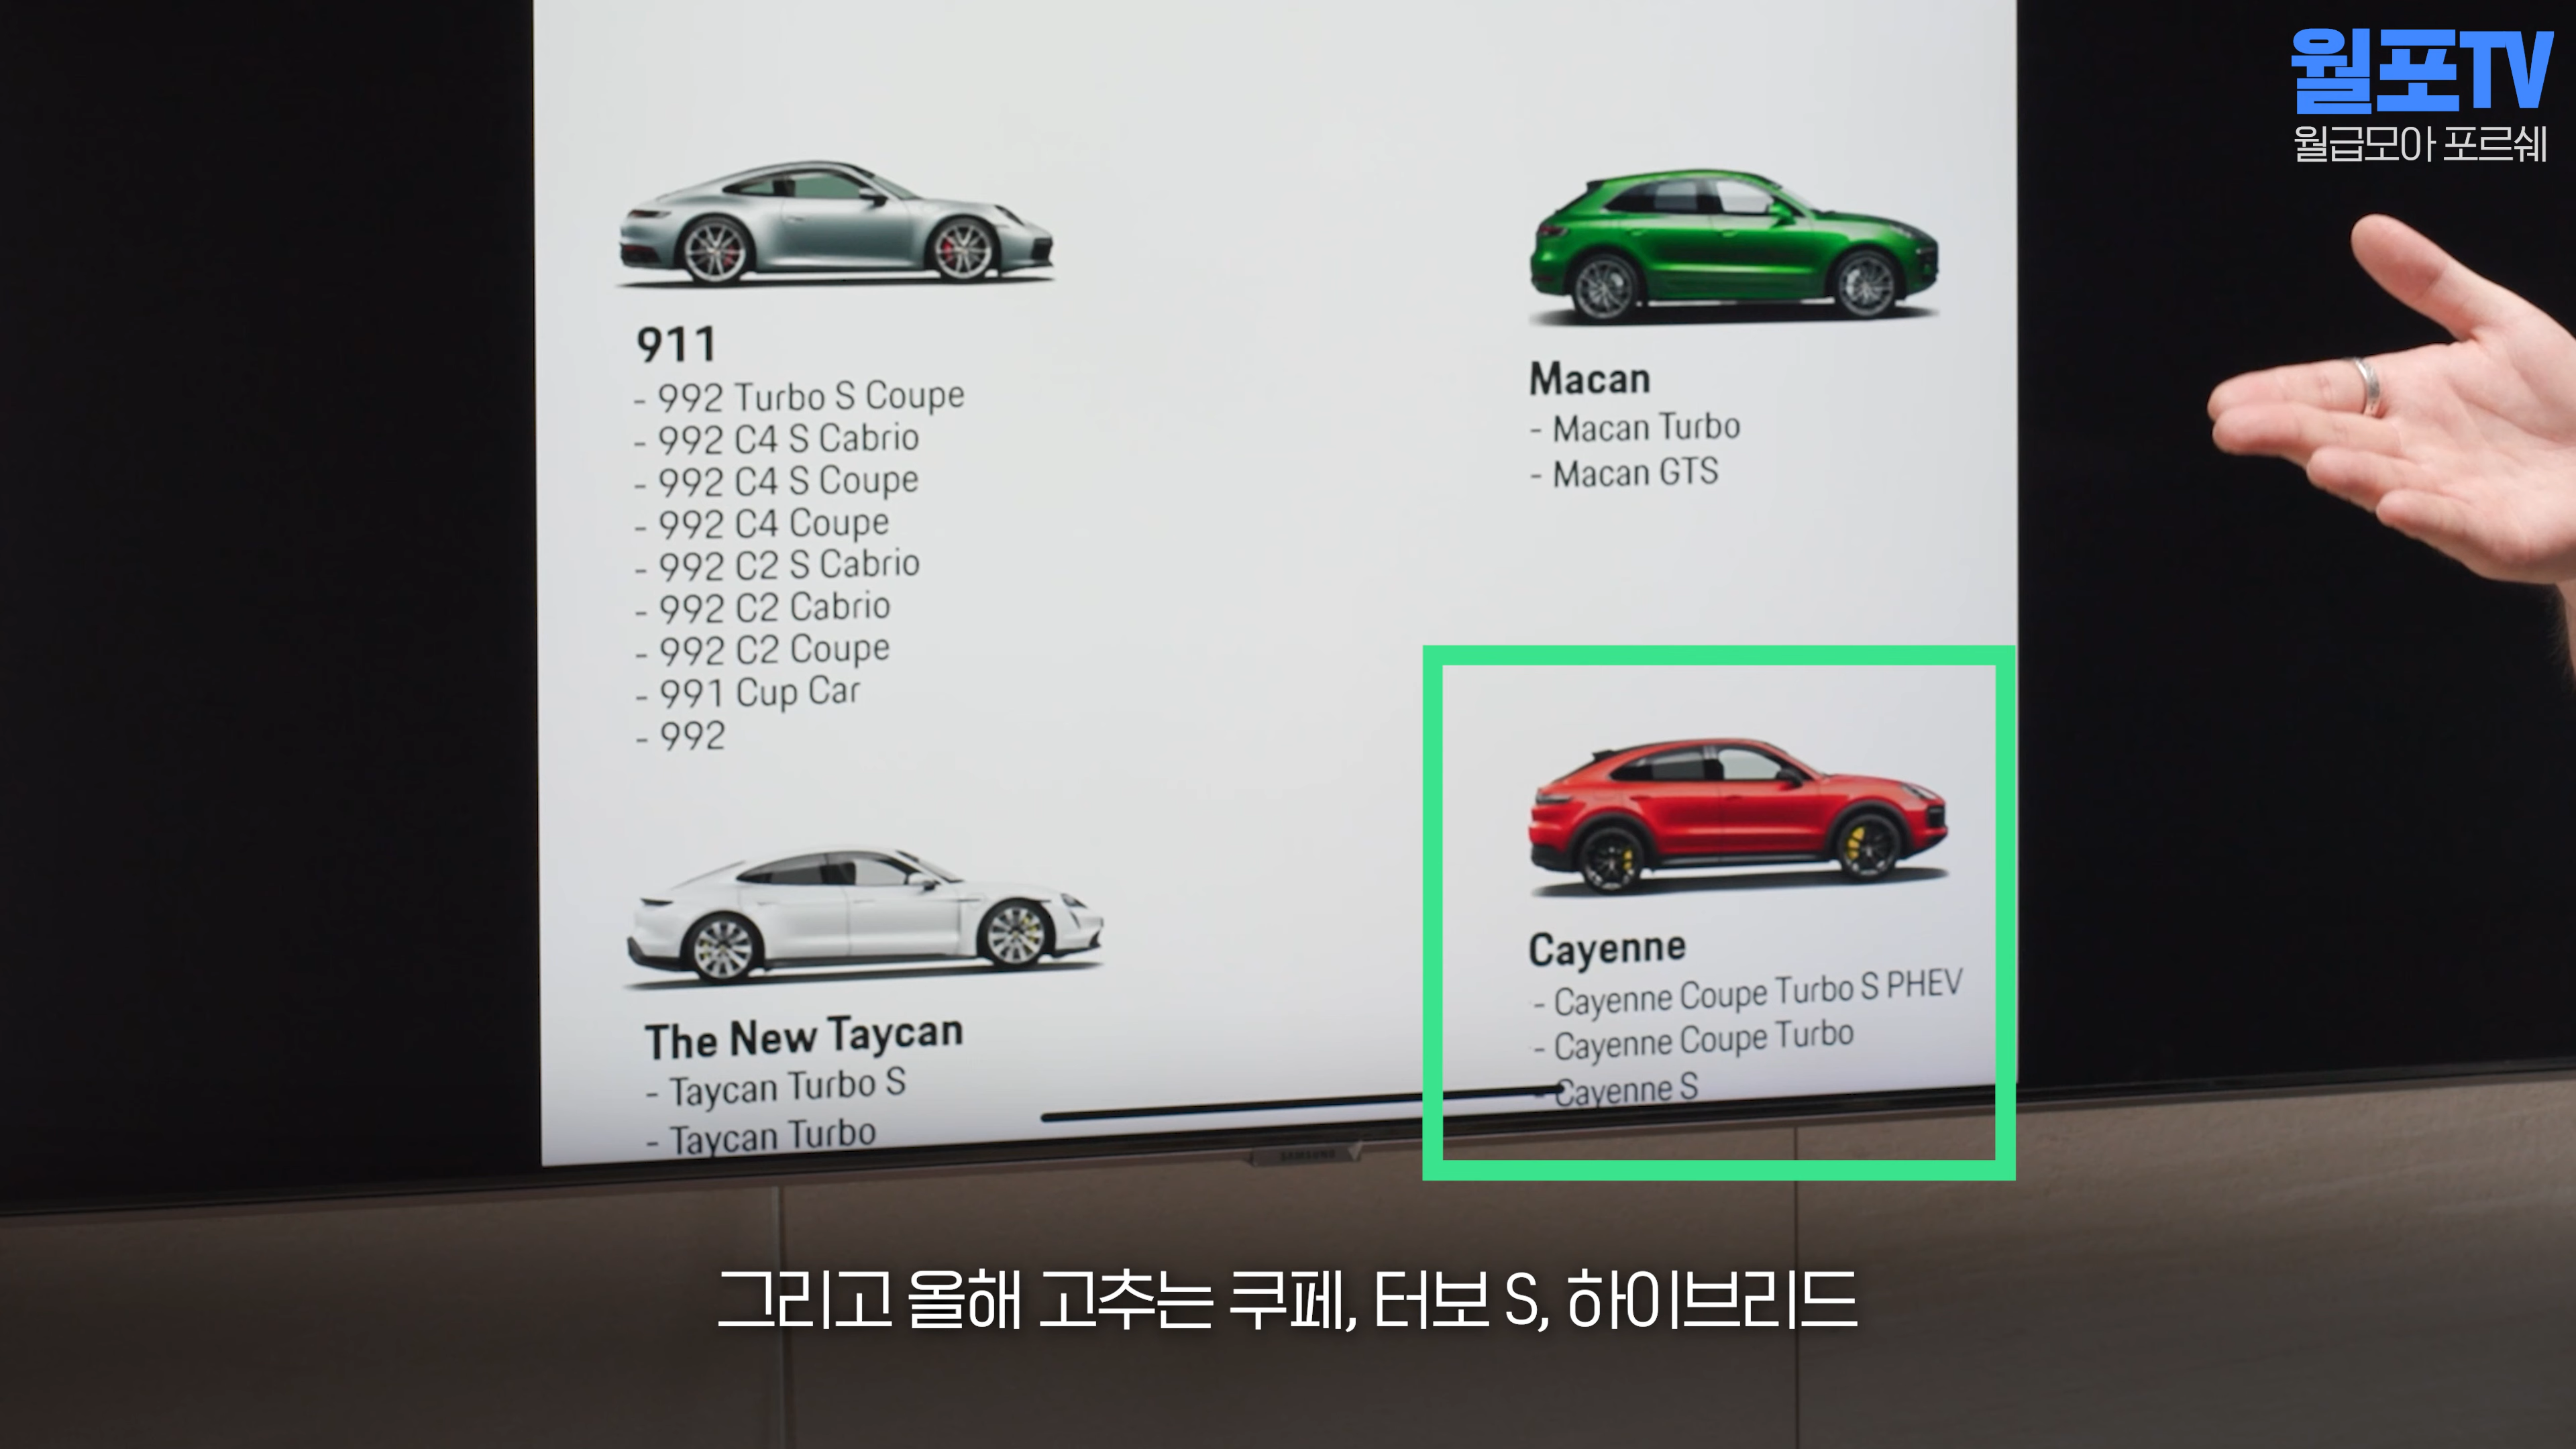 월포TV
월급모아 포르쉐
911
- 992 Turbo S Coupe
- 992 C4 S Cabrio
- 992 C4 S Coupe
- 992 C4 Coupe
- 992 C2 S Cabrio
- 992 C2 Cabrio
- 992 C2 Coupe
- 991 Cup Car
- 992
Macan
- Macan Turbo
- Macan GTS
The New Taycan
- Taycan Turbo S
- Taycan Turbo
Cayenne
- Cayenne Coupe Turbo S PHEV
- Cayenne Coupe Turbo
- Cayenne S
SAMSUNG
그리고 올해 고추는 쿠페, 터보 S, 하이브리드